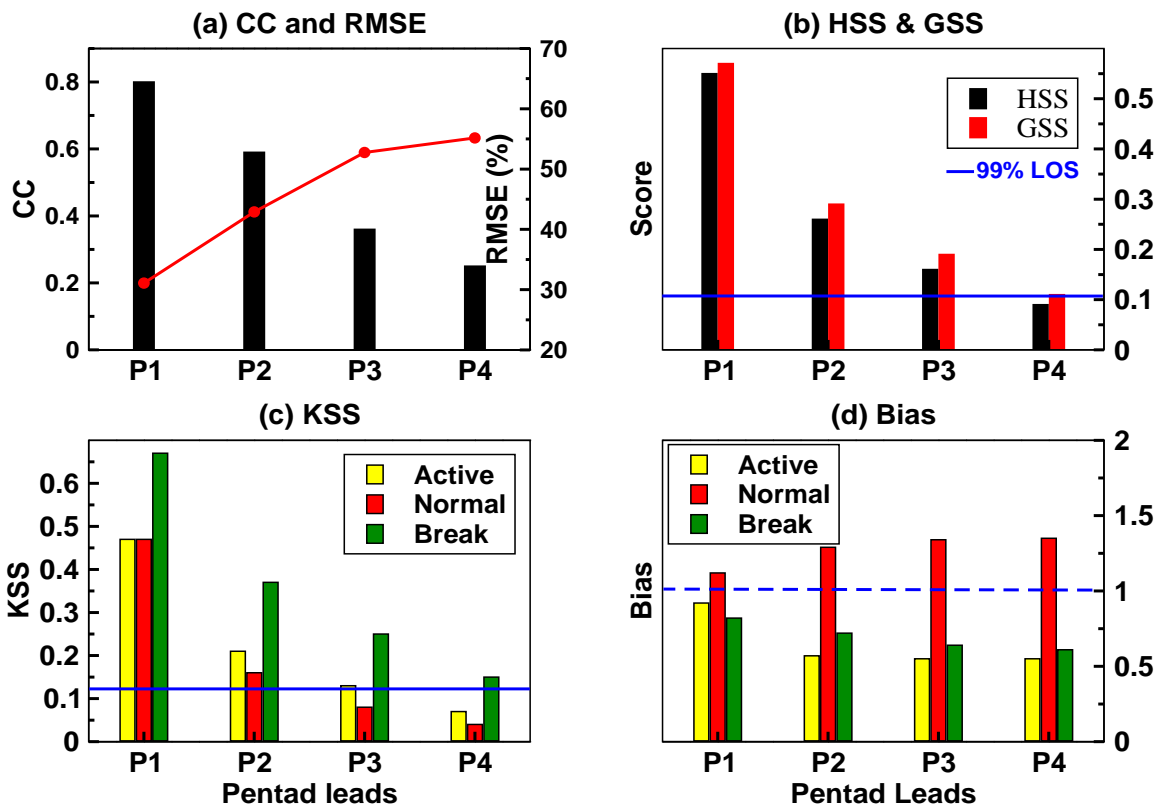 (a) CC and RMSE
CC
0.8
0.6
0.4
0.2
0
70
60
50
40
30
20
RMSE (%)
P1 P2 P3 P4
(b) HSS & GSS
Score
HSS
GSS
99% LOS
0.5
0.4
0.3
0.2
0.1
0
P1 P2 P3 P4
(c) KSS
KSS
0.6
0.5
0.4
0.3
0.2
0.1
0
Active
Normal
Break
P1 P2 P3 P4
Pentad leads
(d) Bias
Bias
Active
Normal
Break
2
1.5
1
0.5
0
P1 P2 P3 P4
Pentad Leads